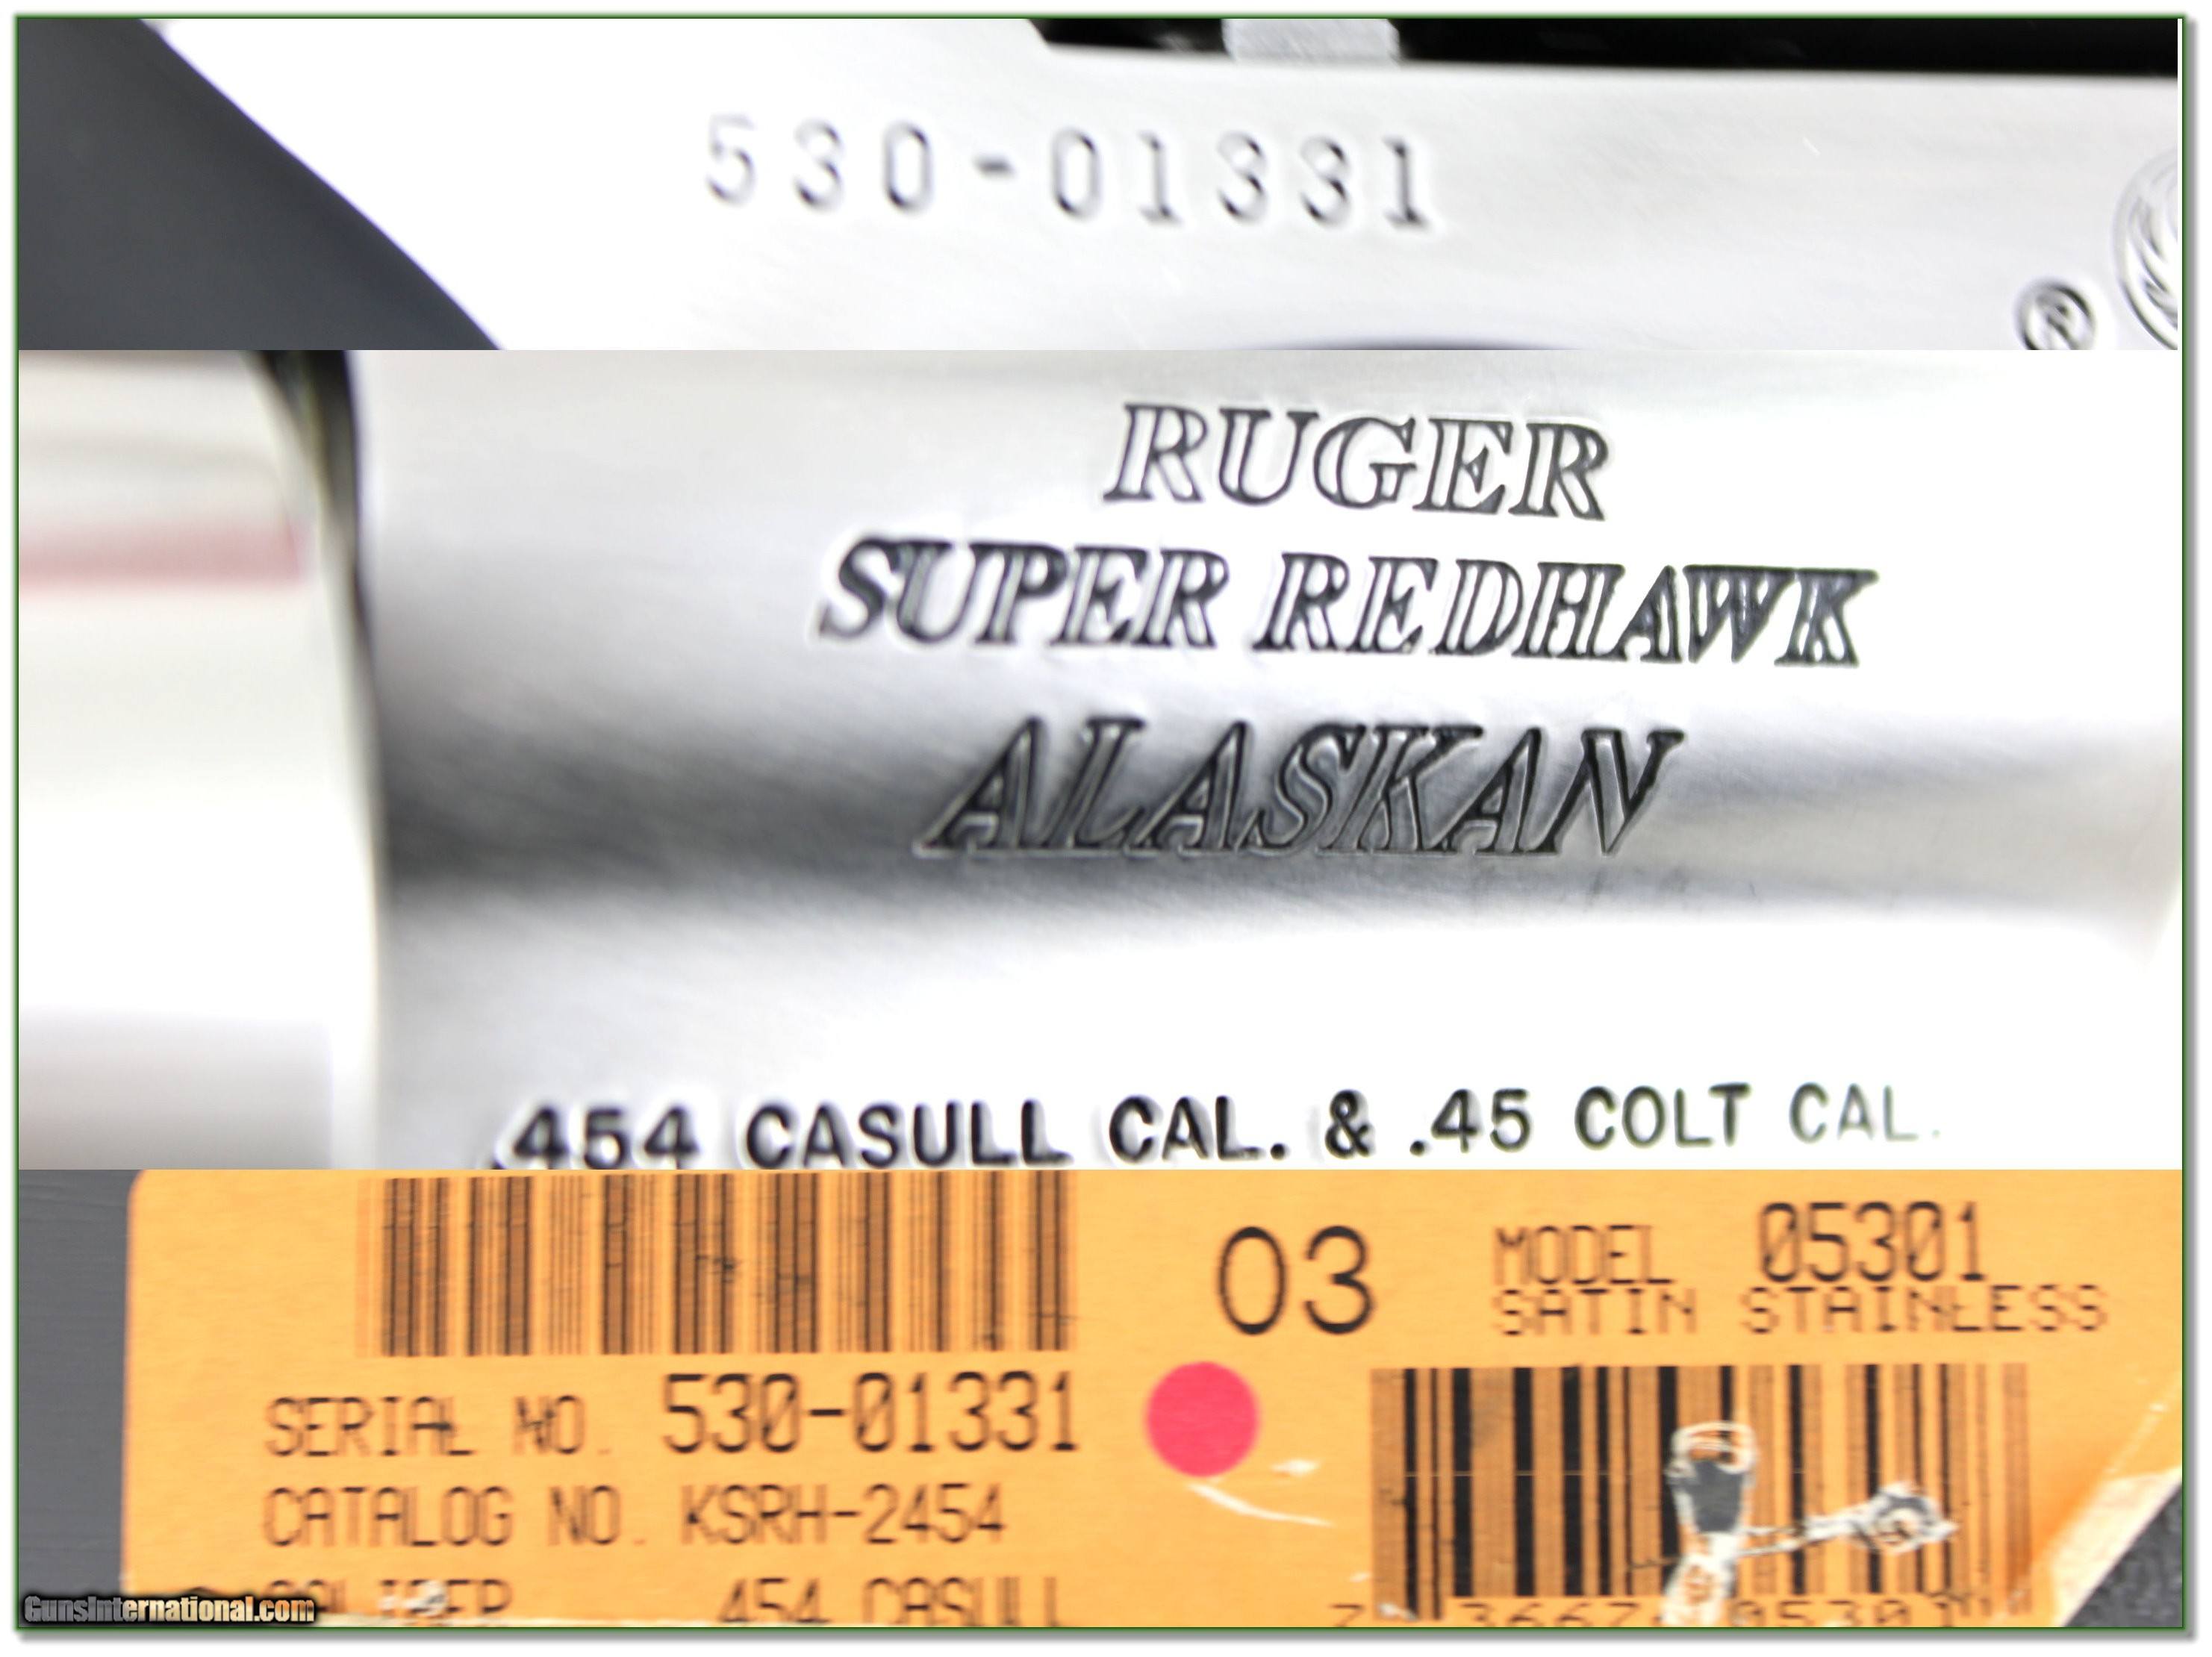 530-01331
®
RUGER
SUPER REDHAWK
ALASKAN
.454 CASULL CAL. & .45 COLT CAL.
03
MODEL 05301
SATIN STAINLESS
SERIAL NO. 530-01331
CATALOG NO. KSRH-2454
CALIBER 454 CASULL
GunsInternational.com